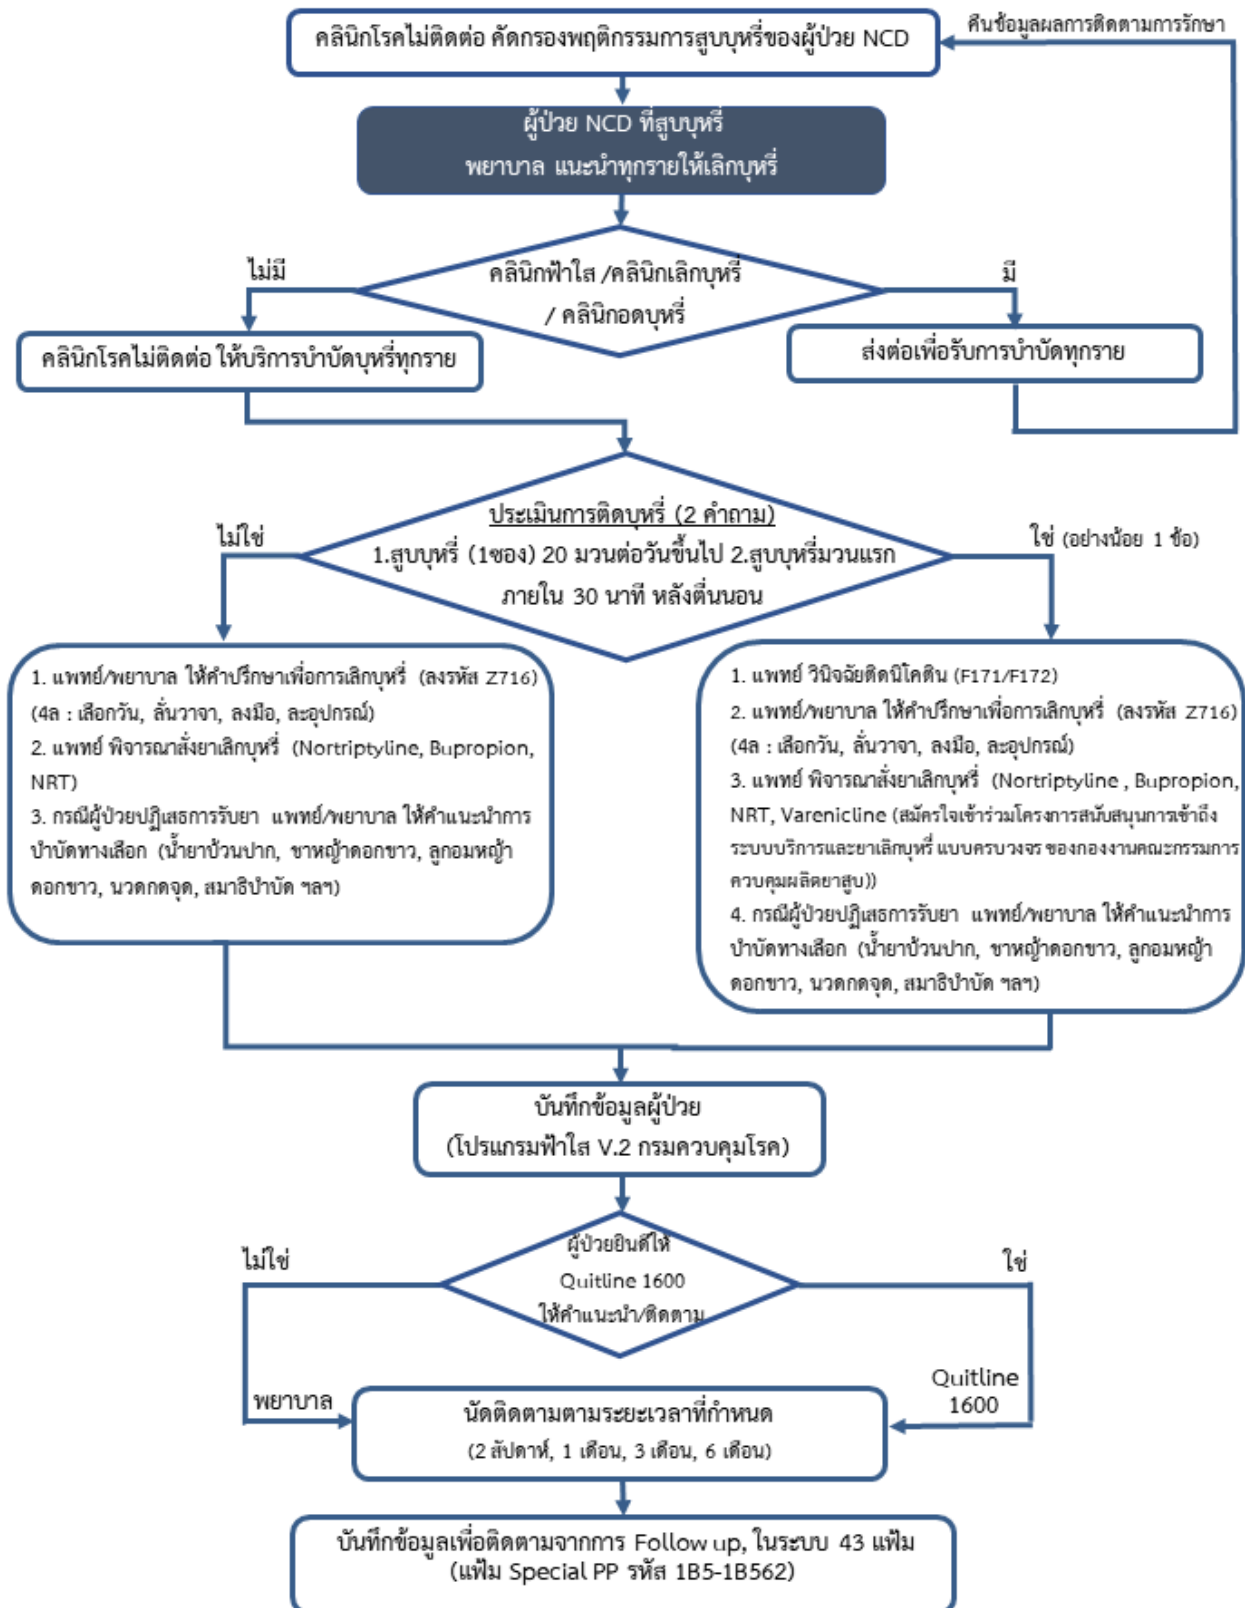 คลินิกโรคไม่ติดต่อ คัดกรองพฤติกรรมการสูบบุหรี่ของผู้ป่วย NCD
คืนข้อมูลผลการติดตามการรักษา
ผู้ป่วย NCD ที่สูบบุหรี่
พยาบาล แนะนำทุกรายให้เลิกบุหรี่
ไม่มี
คลินิกฟ้าใส /คลินิกเลิกบุหรี่
/ คลินิกอดบุหรี่
มี
คลินิกโรคไม่ติดต่อ ให้บริการบำบัดบุหรี่ทุกราย
ส่งต่อเพื่อรับการบำบัดทุกราย
ประเมินการติดบุหรี่ (2 คำถาม)
1.สูบบุหรี่ (1ซอง) 20 มวนต่อวันขึ้นไป 2.สูบบุหรี่มวนแรก
ภายใน 30 นาที หลังตื่นนอน
ไม่ใช่
ใช่ (อย่างน้อย 1 ข้อ)
1. แพทย์/พยาบาล ให้คำปรึกษาเพื่อการเลิกบุหรี่ (ลงรหัส Z716)
(4ล : เลือกวัน, ลั่นวาจา, ลงมือ, ละอุปกรณ์)
2. แพทย์ พิจารณาสั่งยาเลิกบุหรี่ (Nortriptyline, Bupropion,
NRT)
3. กรณีผู้ป่วยปฏิเสธการรับยา แพทย์/พยาบาล ให้คำแนะนำการ
บำบัดทางเลือก (น้ำยาบ้วนปาก, ชาหญ้าดอกขาว, ลูกอมหญ้า
ดอกขาว, นวดกดจุด, สมาธิบำบัด ฯลฯ)
1. แพทย์ วินิจฉัยติดนิโคติน (F171/F172)
2. แพทย์/พยาบาล ให้คำปรึกษาเพื่อการเลิกบุหรี่ (ลงรหัส Z716)
(4ล : เลือกวัน, ลั่นวาจา, ลงมือ, ละอุปกรณ์)
3. แพทย์ พิจารณาสั่งยาเลิกบุหรี่ (Nortriptyline , Bupropion,
NRT, Varenicline (สมัครใจเข้าร่วมโครงการสนับสนุนการเข้าถึง
ระบบบริการและยาเลิกบุหรี่ แบบครบวงจร ของกองงานคณะกรรมการ
ควบคุมผลิตยาสูบ))
4. กรณีผู้ป่วยปฏิเสธการรับยา แพทย์/พยาบาล ให้คำแนะนำการ
บำบัดทางเลือก (น้ำยาบ้วนปาก, ชาหญ้าดอกขาว, ลูกอมหญ้า
ดอกขาว, นวดกดจุด, สมาธิบำบัด ฯลฯ)
บันทึกข้อมูลผู้ป่วย
(โปรแกรมฟ้าใส V.2 กรมควบคุมโรค)
ผู้ป่วยยินดีให้
Quitline 1600
ให้คำแนะนำ/ติดตาม
ไม่ใช่
ใช่
พยาบาล
Quitline
1600
นัดติดตามตามระยะเวลาที่กำหนด
(2 สัปดาห์, 1 เดือน, 3 เดือน, 6 เดือน)
บันทึกข้อมูลเพื่อติดตามจากการ Follow up, ในระบบ 43 แฟ้ม
(แฟ้ม Special PP รหัส 1B5-1B562)